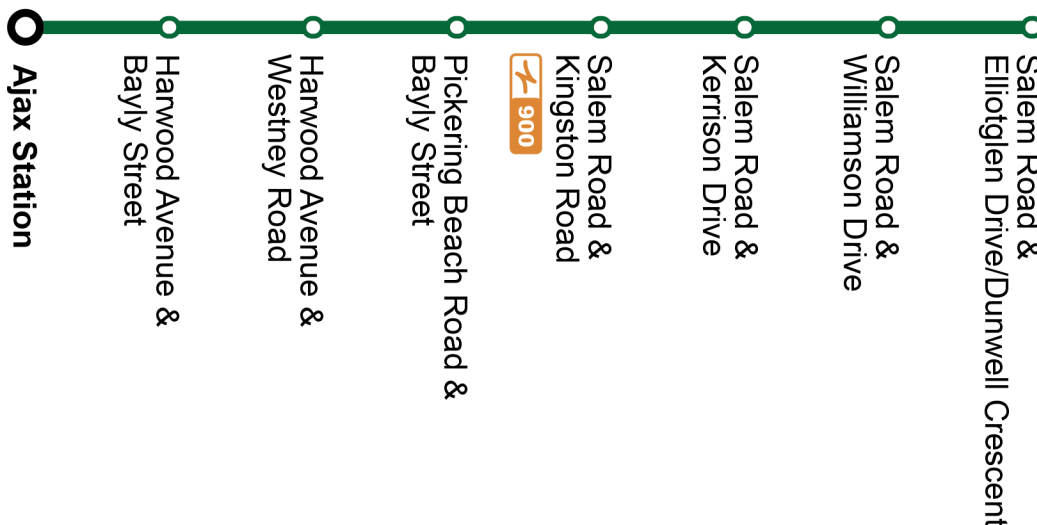 Ajax Station
Harwood Avenue &
Bayly Street
Harwood Avenue &
Westney Road
Pickering Beach Road &
Bayly Street
Salem Road &
Kingston Road
900
Salem Road &
Kerrison Drive
Salem Road &
Williamson Drive
Salem Road &
Elliotglen Drive/Dunwell Crescent